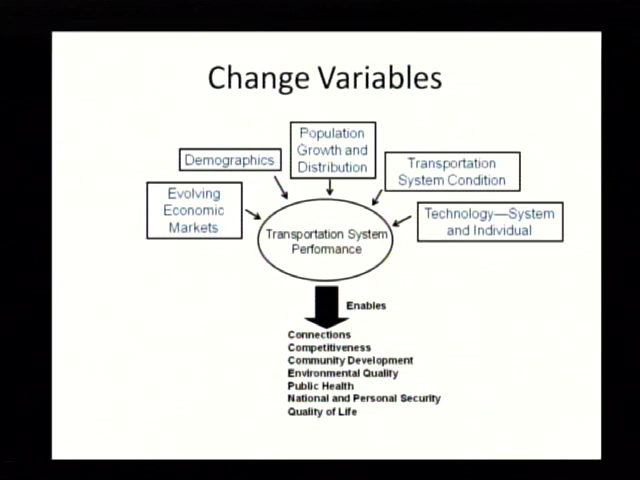 Change Variables
Population
Growth and
Distribution
Demographics
Transportation
System Condition
Evolving
Economic
Markets
Technology—System
and Individual
Transportation System
Performance
Enables
Connections
Competitiveness
Community Development
Environmental Quality
Public Health
National and Personal Security
Quality of Life